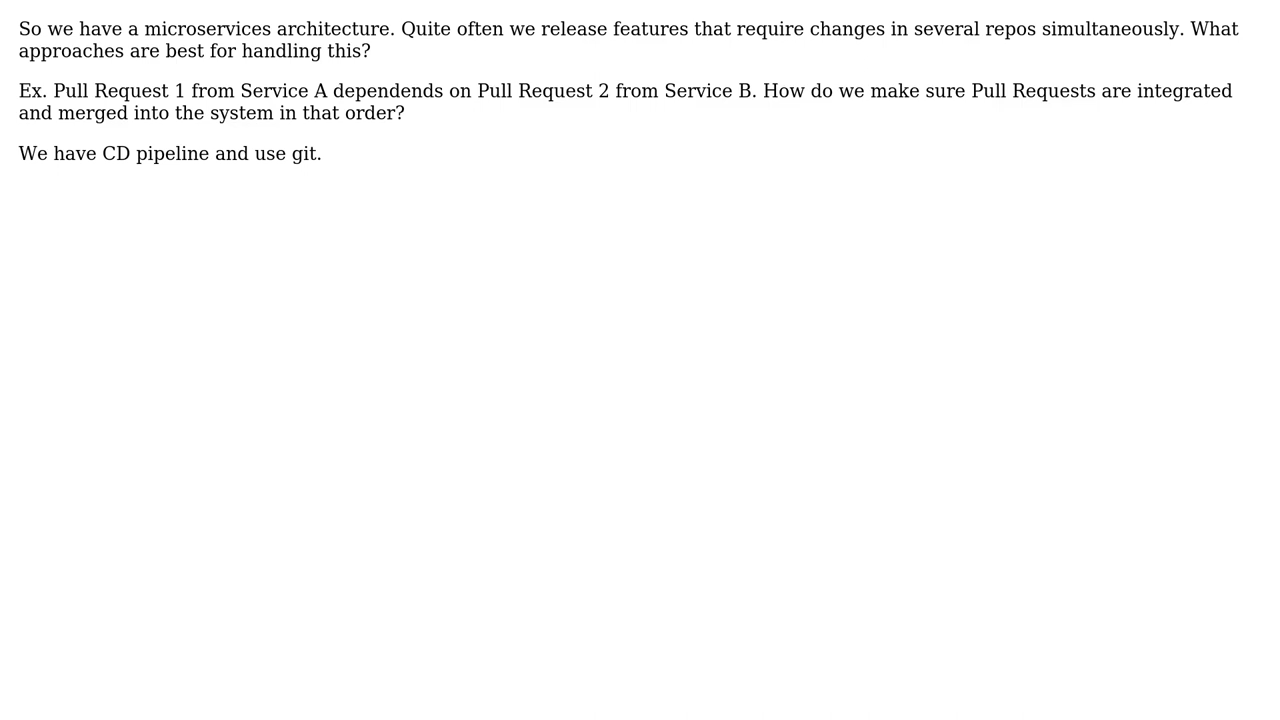 So we have a microservices architecture. Quite often we release features that require changes in several repos simultaneously. What
approaches are best for handling this?
Ex. Pull Request 1 from Service A dependends on Pull Request 2 from Service B. How do we make sure Pull Requests are integrated
and merged into the system in that order?
We have CD pipeline and use git.